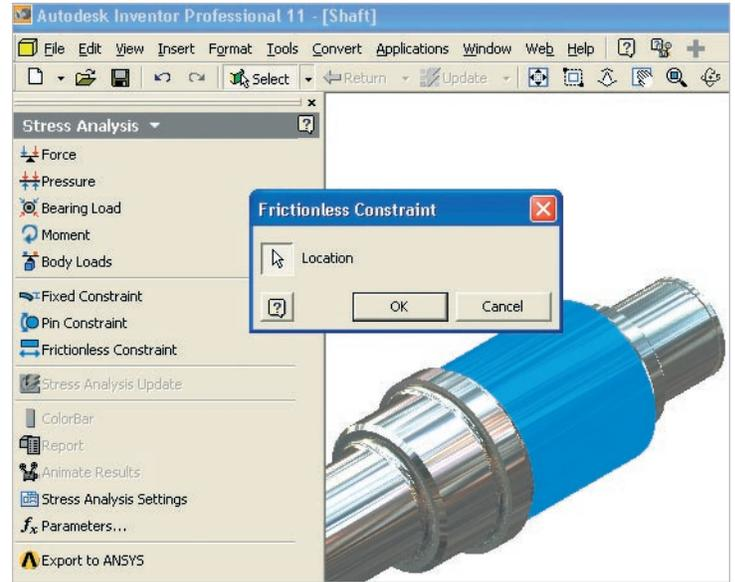 Autodesk Inventor Professional 11 - [Shaft]
File Edit View Insert Format Tools Convert Applications Window Web Help
Select Return Update
Stress Analysis
Force
Pressure
Bearing Load
Moment
Body Loads
Fixed Constraint
Pin Constraint
Frictionless Constraint
Stress Analysis Update
ColorBar
Report
Animate Results
Stress Analysis Settings
fx Parameters...
Export to ANSYS
Frictionless Constraint
Location
OK Cancel